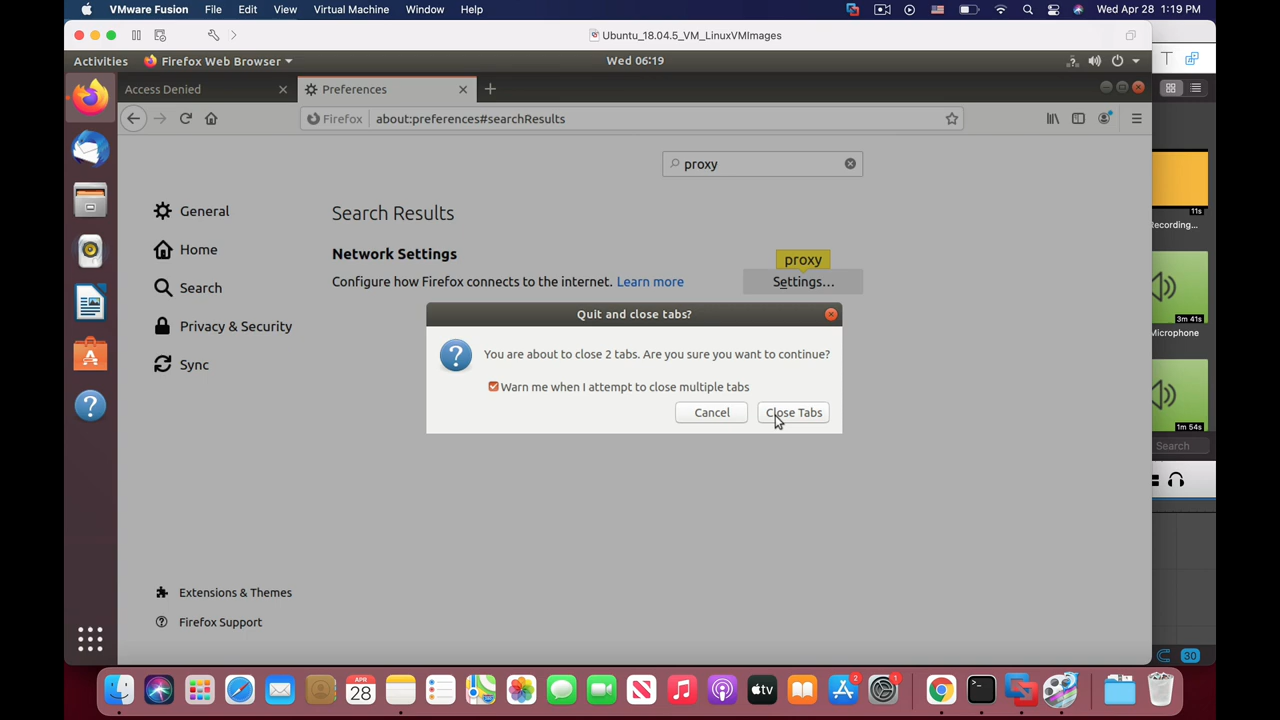 VMware Fusion File Edit View Virtual Machine Window Help Wed Apr 28 1:19 PM
Ubuntu_18.04.5_VM_LinuxVMImages
Activities Firefox Web Browser Wed 06:19
Access Denied Preferences
Firefox about:preferences#searchResults
proxy
General
Home
Search
Privacy & Security
Sync
Extensions & Themes
Firefox Support
Search Results
Network Settings
proxy
Configure how Firefox connects to the internet. Learn more Settings...
Quit and close tabs?
You are about to close 2 tabs. Are you sure you want to continue?
Warn me when I attempt to close multiple tabs
Cancel Close Tabs
T
11s
Recording...
3m 41s
Microphone
1m 54s
Search
30
APR
28
tv
2
1